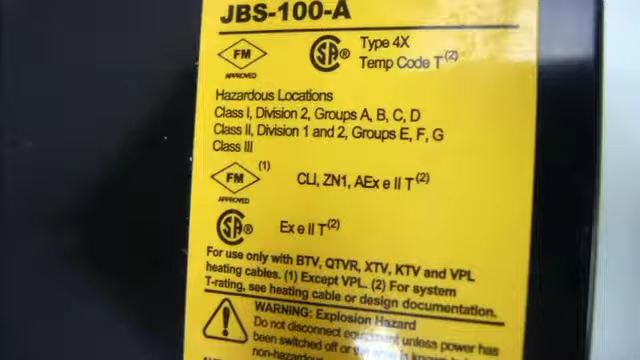 JBS-100-A
FM
APPROVED
SA® Type 4X
Temp Code T(2)
Hazardous Locations
Class I, Division 2, Groups A, B, C, D
Class II, Division 1 and 2, Groups E, F, G
Class III
FM (1)
APPROVED
CLI, ZN1, AEx e II T(2)
SA® Ex e II T(2)
For use only with BTV, QTVR, XTV, KTV and VPL
heating cables. (1) Except VPL. (2) For system
T-rating, see heating cable or design documentation.
WARNING: Explosion Hazard
Do not disconnect equipment unless power has
been switched off or the area is known to be
non-hazardous.